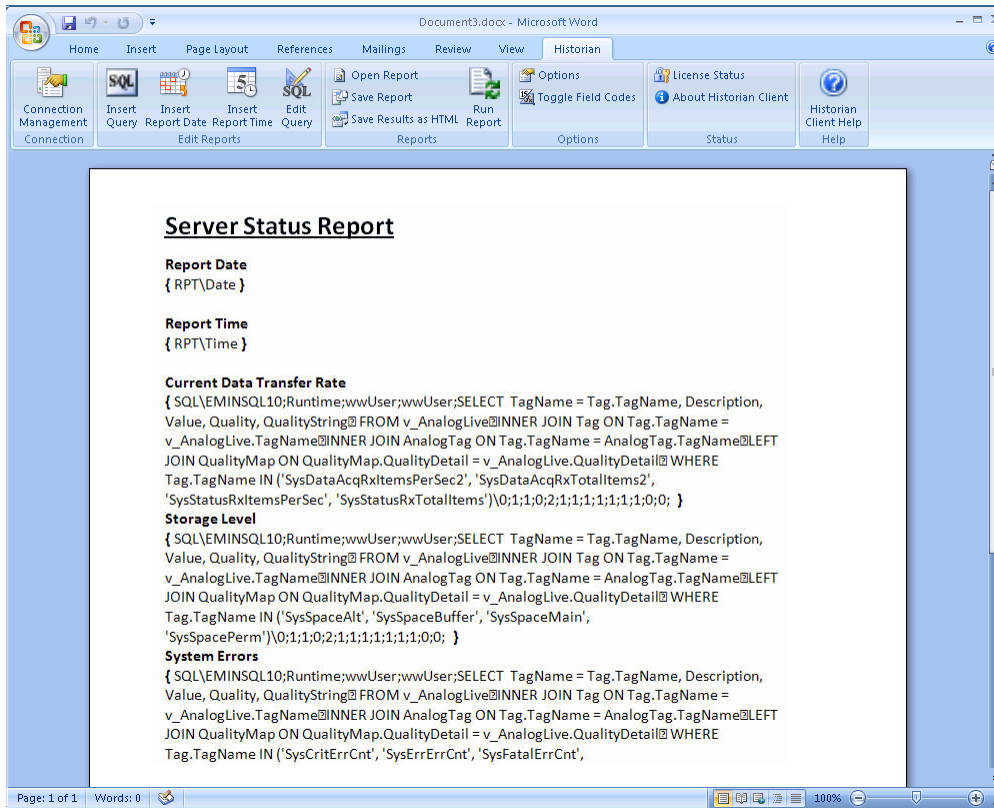 Document3.docx - Microsoft Word
Home Insert Page Layout References Mailings Review View Historian
Connection Management
Connection
SQL
Insert Query
Insert Report Date
5
Insert Report Time
SQL
Edit Query
Edit Reports
Open Report
Save Report
Save Results as HTML
Run Report
Reports
Options
Toggle Field Codes
Options
License Status
About Historian Client
Status
Historian Client Help
Help
Server Status Report
Report Date
{ RPT\Date }
Report Time
{ RPT\Time }
Current Data Transfer Rate
{ SQL\EMINSQL10;Runtime;wwUser;wwUser;SELECT TagName = Tag.TagName, Description,
Value, Quality, QualityString⍰ FROM v_AnalogLive⍰INNER JOIN Tag ON Tag.TagName =
v_AnalogLive.TagName⍰INNER JOIN AnalogTag ON Tag.TagName = AnalogTag.TagName⍰LEFT
JOIN QualityMap ON QualityMap.QualityDetail = v_AnalogLive.QualityDetail⍰ WHERE
Tag.TagName IN ('SysDataAcqRxItemsPerSec2', 'SysDataAcqRxTotalItems2',
'SysStatusRxItemsPerSec', 'SysStatusRxTotalItems')\0;1;1;0;2;1;1;1;1;1;1;1;0;0; }
Storage Level
{ SQL\EMINSQL10;Runtime;wwUser;wwUser;SELECT TagName = Tag.TagName, Description,
Value, Quality, QualityString⍰ FROM v_AnalogLive⍰INNER JOIN Tag ON Tag.TagName =
v_AnalogLive.TagName⍰INNER JOIN AnalogTag ON Tag.TagName = AnalogTag.TagName⍰LEFT
JOIN QualityMap ON QualityMap.QualityDetail = v_AnalogLive.QualityDetail⍰ WHERE
Tag.TagName IN ('SysSpaceAlt', 'SysSpaceBuffer', 'SysSpaceMain',
'SysSpacePerm')\0;1;1;0;2;1;1;1;1;1;1;1;0;0; }
System Errors
{ SQL\EMINSQL10;Runtime;wwUser;wwUser;SELECT TagName = Tag.TagName, Description,
Value, Quality, QualityString⍰ FROM v_AnalogLive⍰INNER JOIN Tag ON Tag.TagName =
v_AnalogLive.TagName⍰INNER JOIN AnalogTag ON Tag.TagName = AnalogTag.TagName⍰LEFT
JOIN QualityMap ON QualityMap.QualityDetail = v_AnalogLive.QualityDetail⍰ WHERE
Tag.TagName IN ('SysCritErrCnt', 'SysErrErrCnt', 'SysFatalErrCnt',
Page: 1 of 1 Words: 0 100%